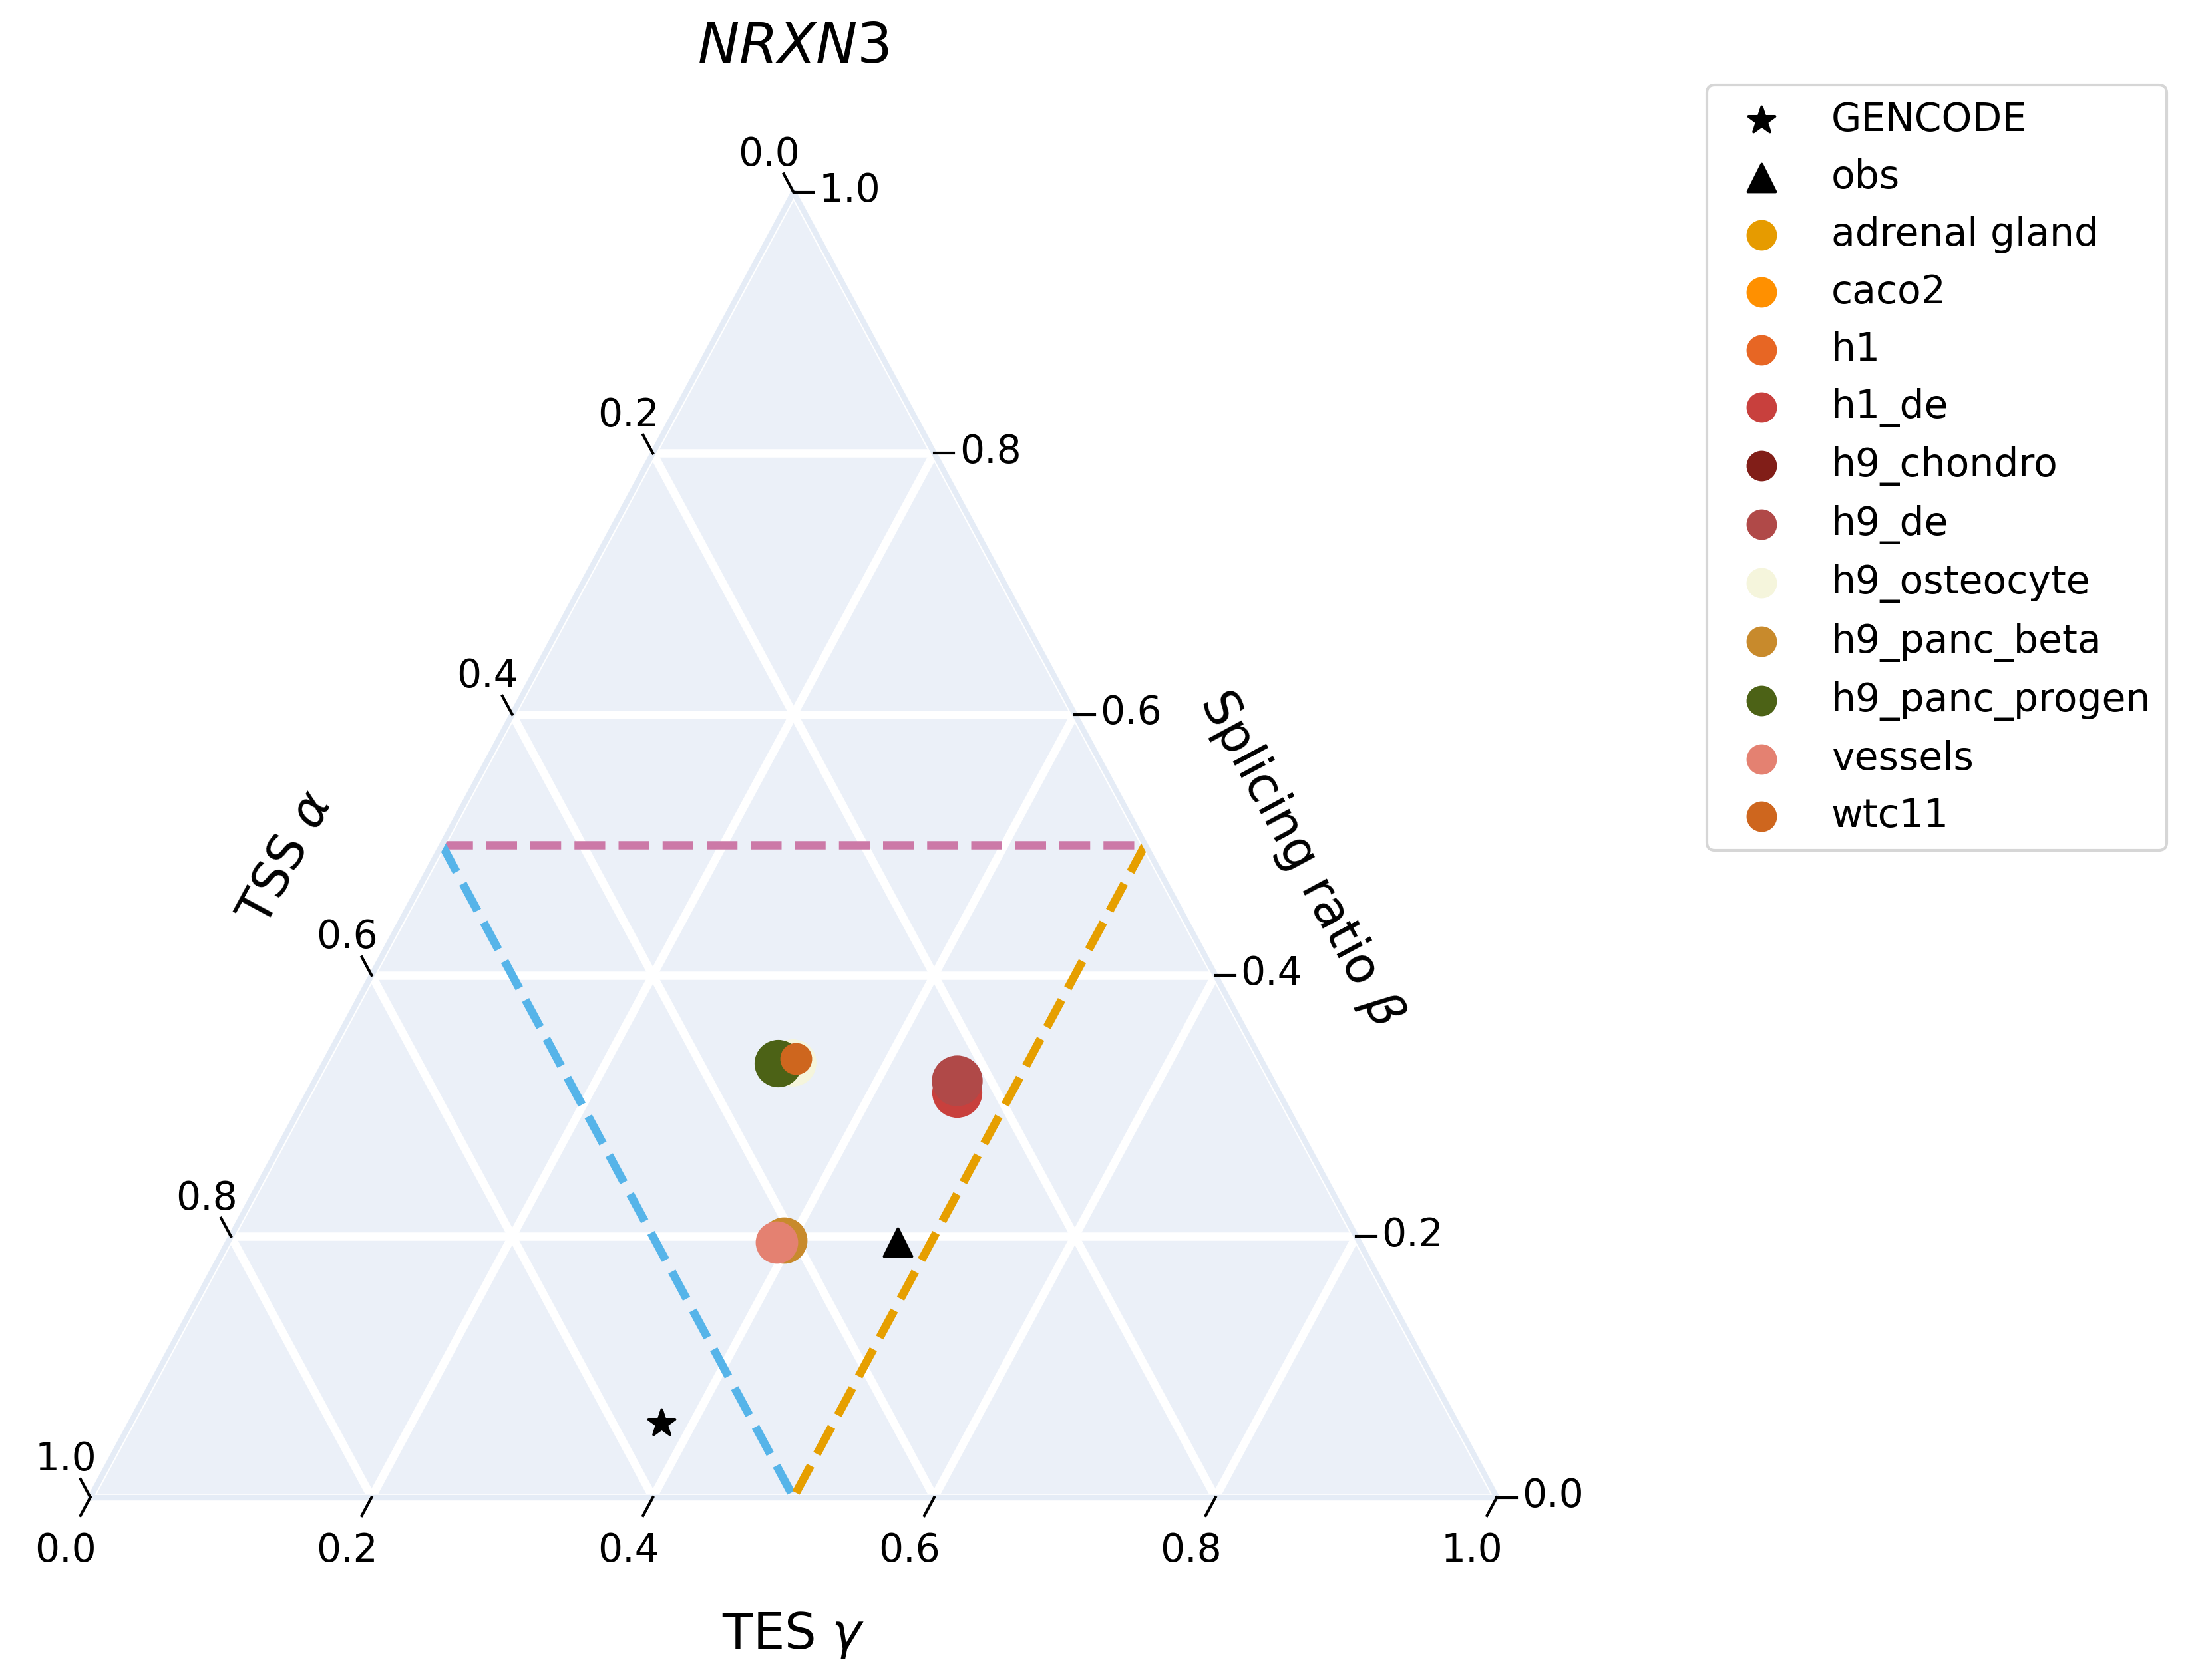 NRXN3
0.0
1.0
0.2
0.8
0.4
0.6
0.6
0.4
0.8
0.2
1.0
0.0
0.0
0.2
0.4
0.6
0.8
1.0
TSS α
Splicing ratio β
TES γ
GENCODE
obs
adrenal gland
caco2
h1
h1_de
h9_chondro
h9_de
h9_osteocyte
h9_panc_beta
h9_panc_progen
vessels
wtc11